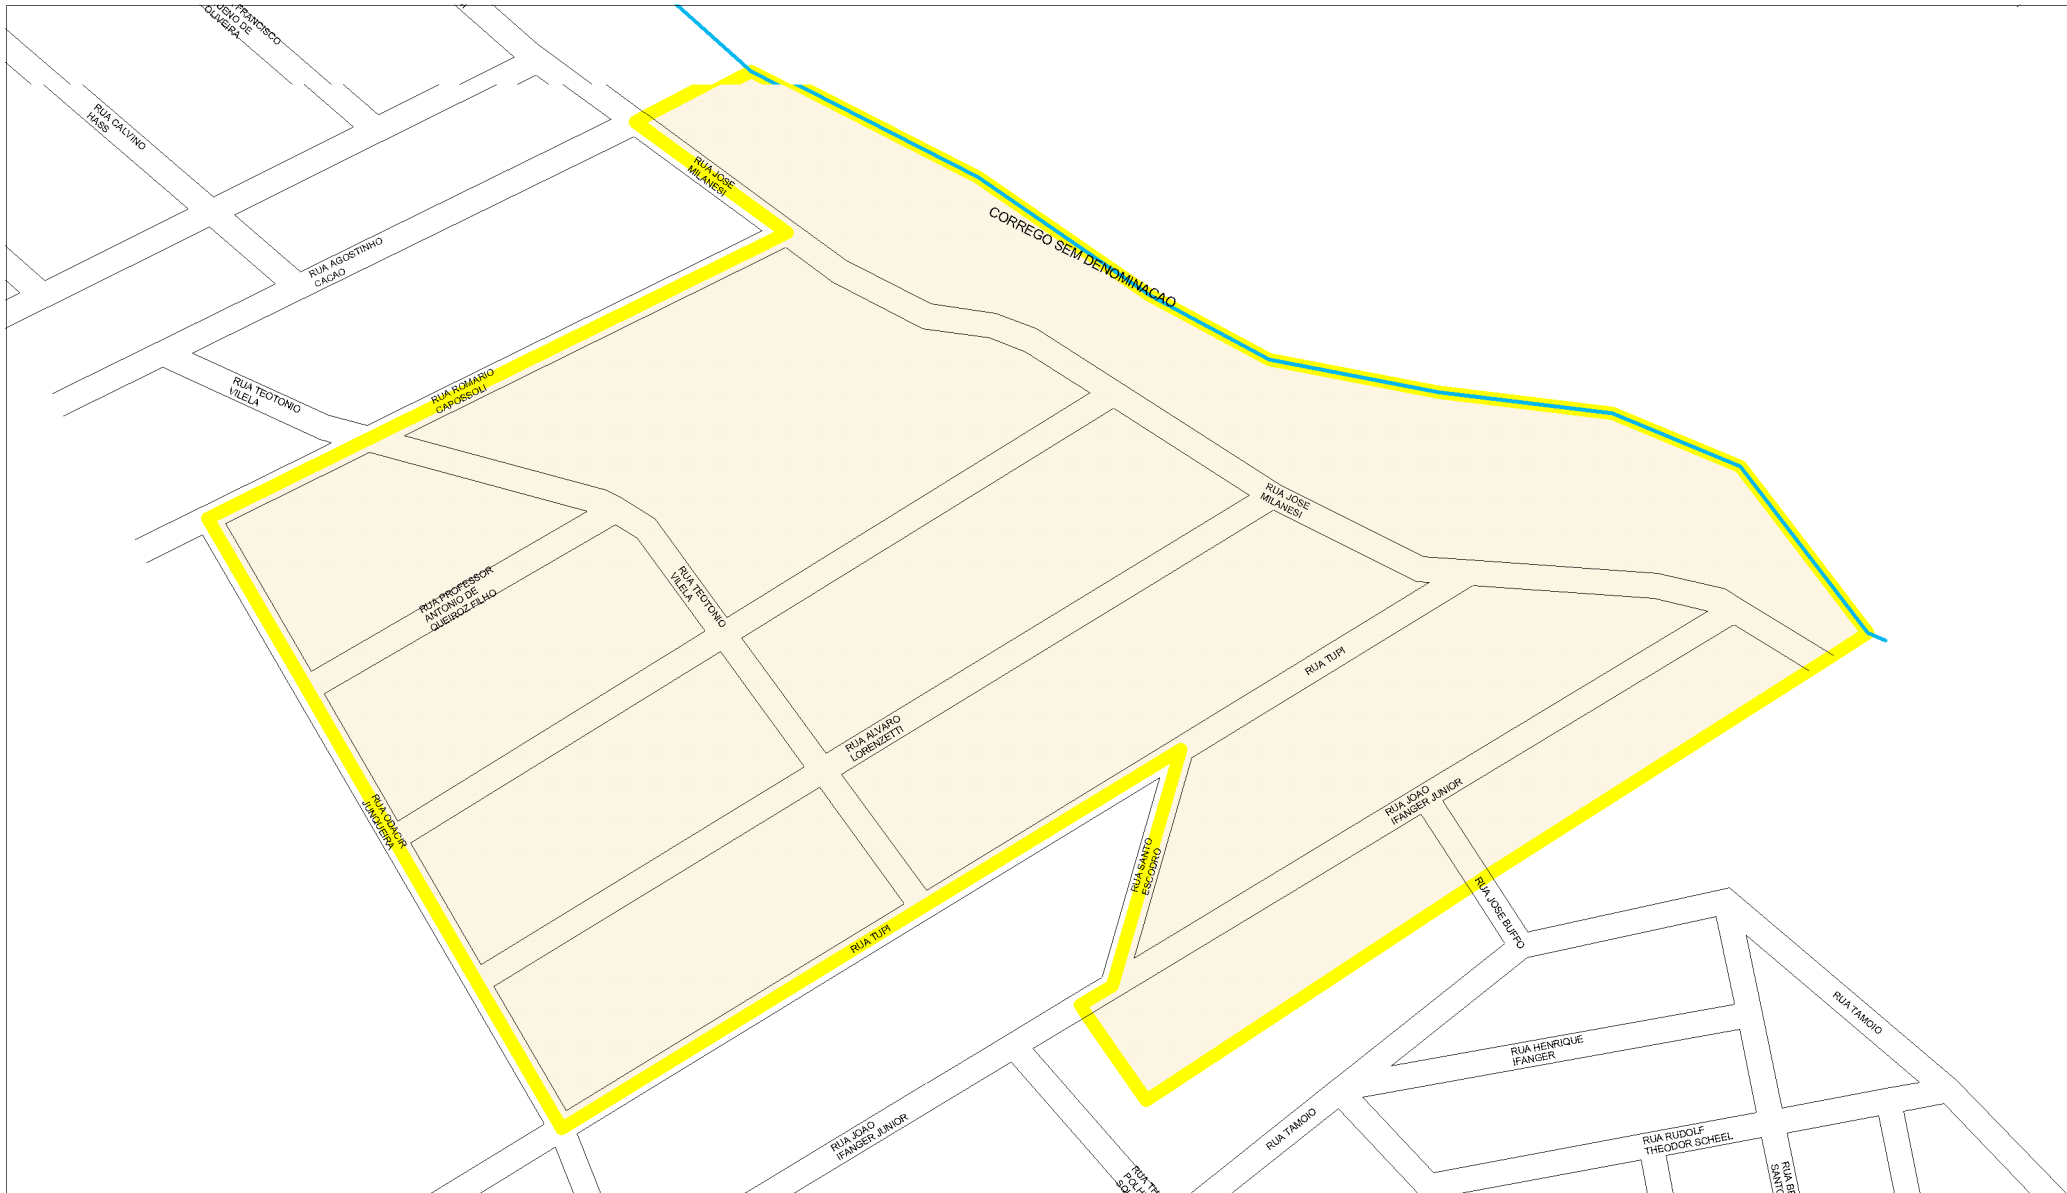 FRANCISCO
DE
OLIVEIRA
RUA CALVINO
HASS
RUA JOSE
MILANESI
CORREGO SEM DENOMINACAO
RUA AGOSTINHO
CACAO
RUA TEOTONIO
VILELA
RUA ROMARIO
CAPOSSOLI
RUA JOSE
MILANESI
RUA PROFESSOR
ANTONIO DE
QUEIROZ FILHO
RUA TEOTONIO
VILELA
RUA TUPI
RUA ALVARO
LORENZETTI
RUA ODACIR
JUNQUEIRA
RUA JOAO
IFANGER JUNIOR
RUA SANTO
ESCODRO
RUA TUPI
RUA JOSE BUFFO
RUA TAMOIO
RUA HENRIQUE
IFANGER
RUA JOAO
IFANGER JUNIOR
RUA TAMOIO
RUA RUDOLF
THEODOR SCHEEL
RUA
RUA